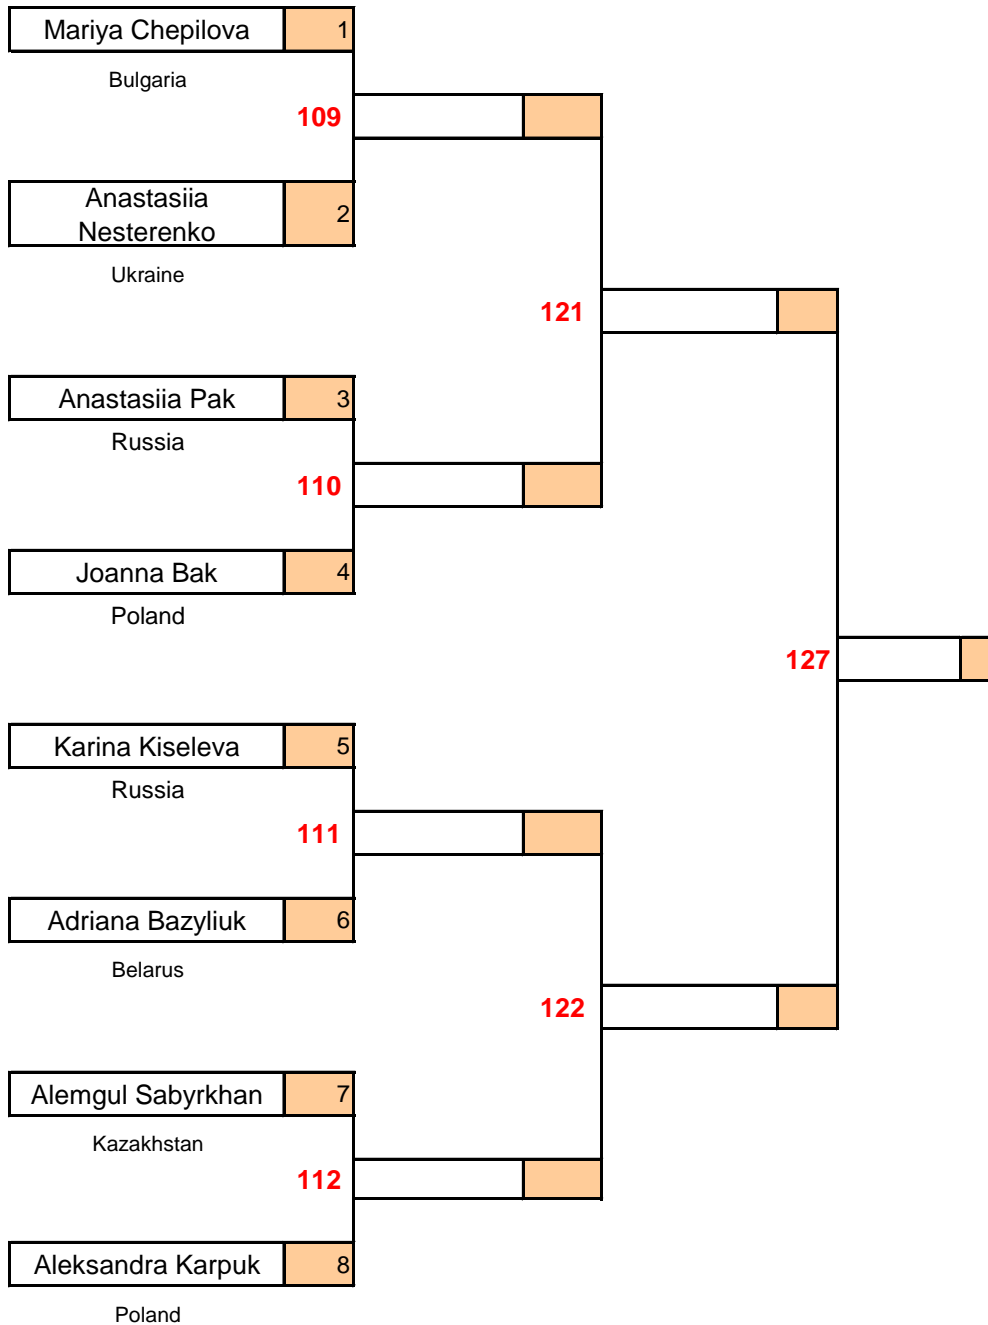 Mariya Chepilova 1
Bulgaria
109
Anastasiia
Nesterenko
2
Ukraine
121
Anastasiia Pak 3
Russia
110
Joanna Bak 4
Poland
127
Karina Kiseleva 5
Russia
111
Adriana Bazyliuk 6
Belarus
122
Alemgul Sabyrkhan 7
Kazakhstan
112
Aleksandra Karpuk 8
Poland